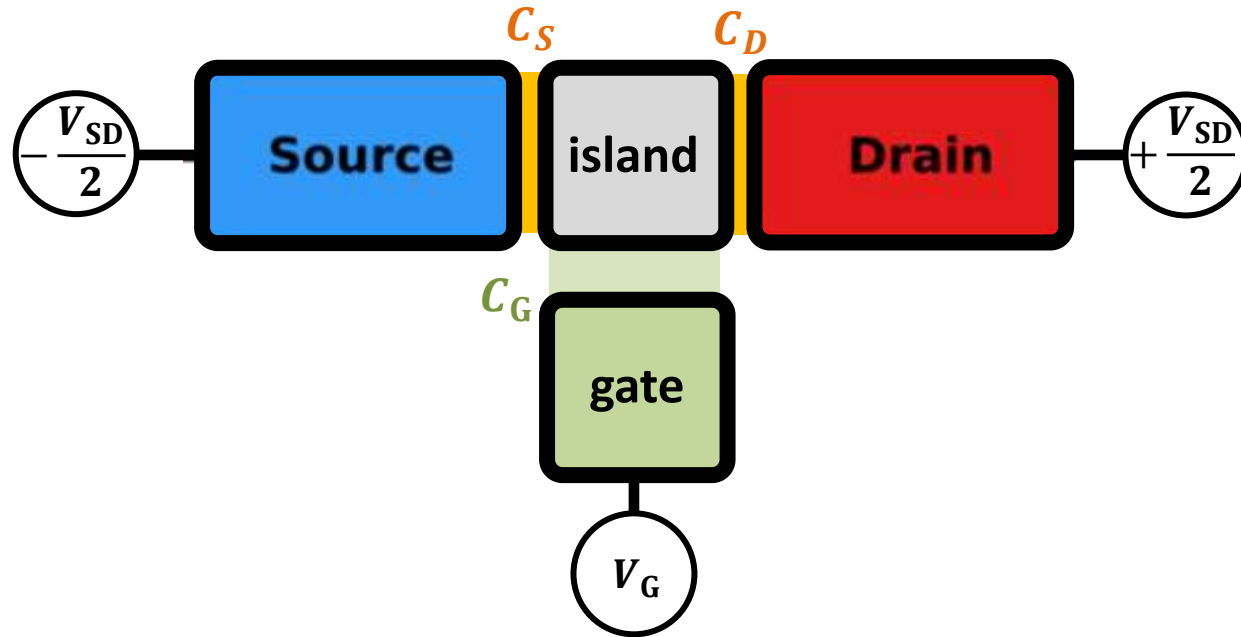 C_S C_D
− V_SD/2 Source island Drain + V_SD/2
C_G
gate
V_G